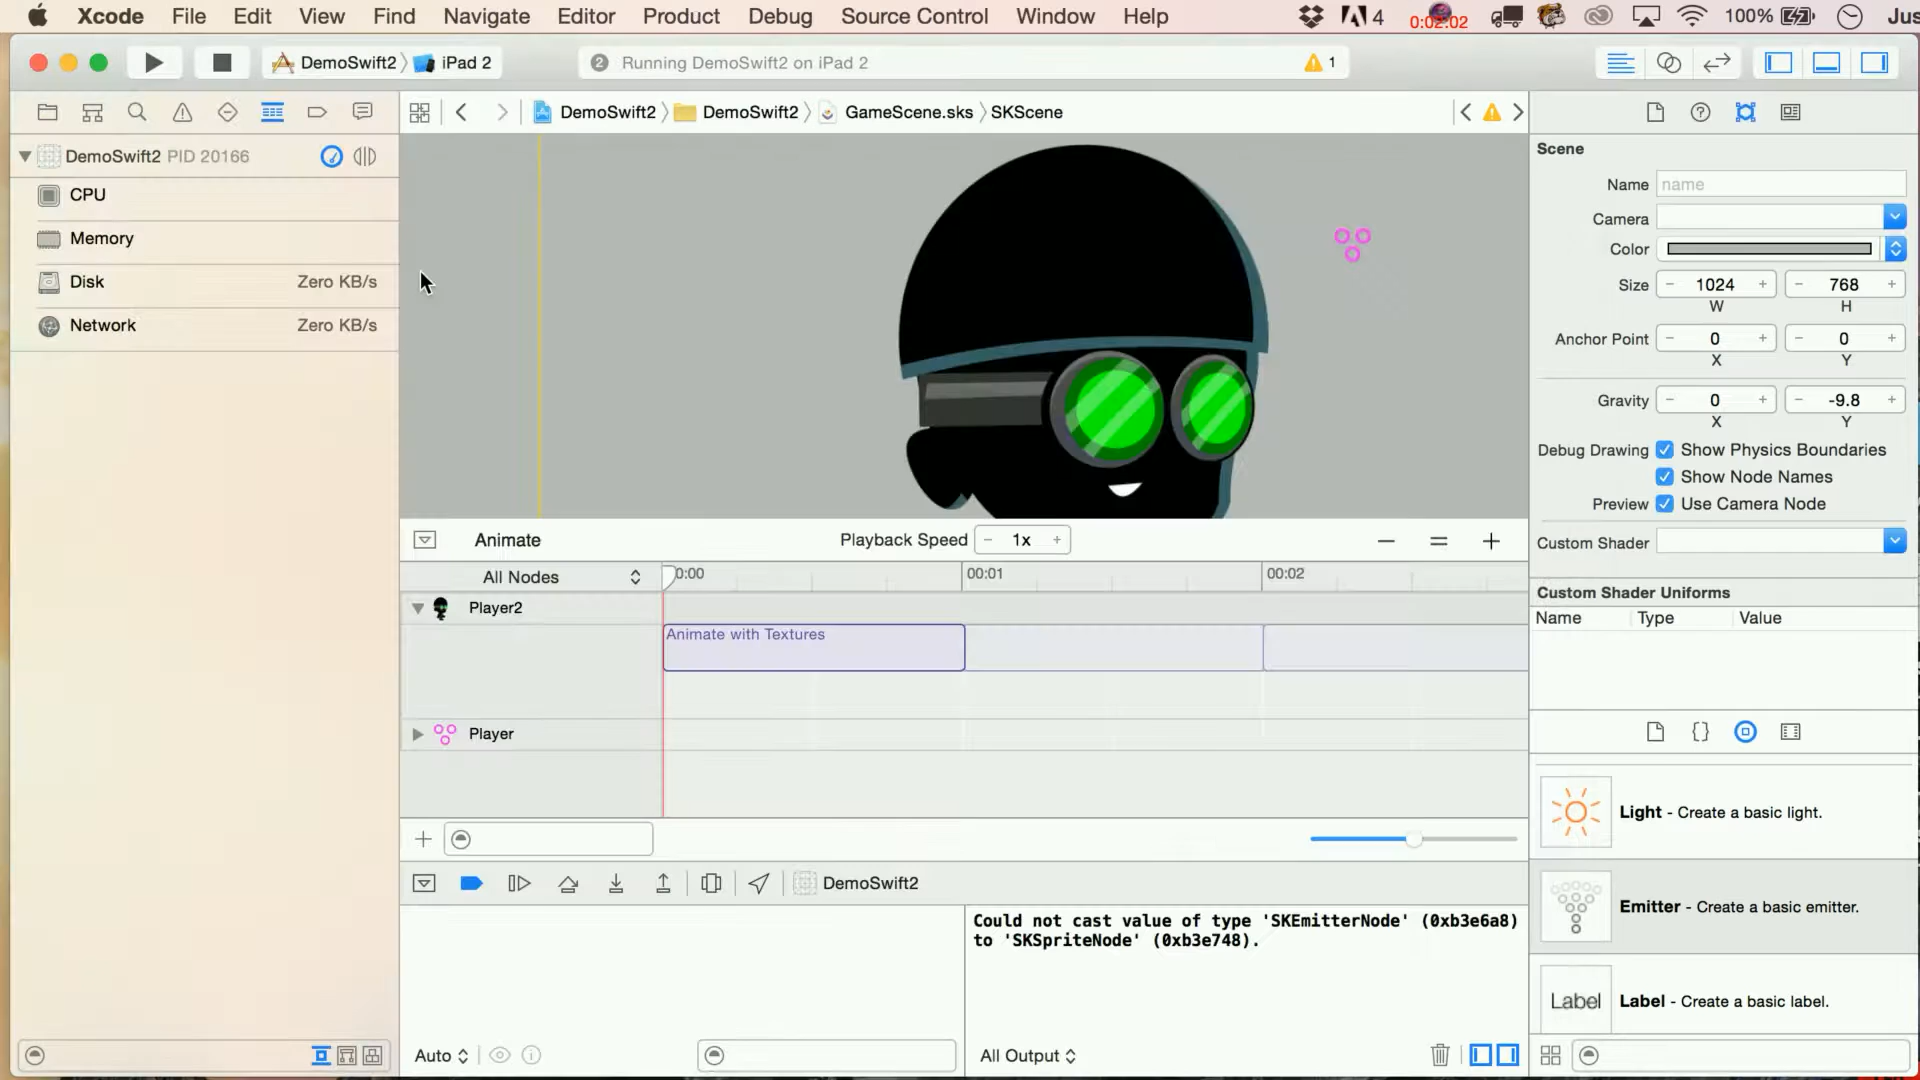 Xcode File Edit View Find Navigate Editor Product Debug Source Control Window Help 4 0:02:02 100% Jus
DemoSwift2 iPad 2 2 Running DemoSwift2 on iPad 2 1
DemoSwift2 DemoSwift2 GameScene.sks SKScene
DemoSwift2 PID 20166
CPU
Memory
Disk Zero KB/s
Network Zero KB/s
Scene
Name name
Camera
Color
Size 1024 768
W H
Anchor Point 0 0
X Y
Gravity 0 -9.8
X Y
Debug Drawing Show Physics Boundaries
Show Node Names
Preview Use Camera Node
Custom Shader
Custom Shader Uniforms
Name Type Value
Animate Playback Speed 1x
All Nodes 0:00 00:01 00:02
Player2
Animate with Textures
Player
Light - Create a basic light.
Emitter - Create a basic emitter.
Label Label - Create a basic label.
DemoSwift2
Could not cast value of type 'SKEmitterNode' (0xb3e6a8)
to 'SKSpriteNode' (0xb3e748).
Auto All Output